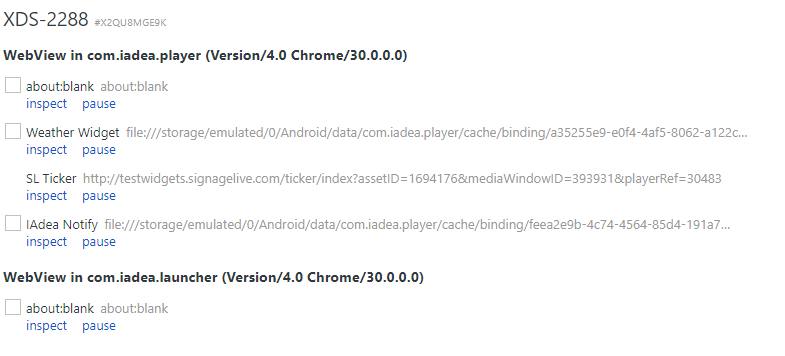 XDS-2288 #X2QU8MGE9K
WebView in com.iadea.player (Version/4.0 Chrome/30.0.0.0)
about:blank about:blank
inspect pause
Weather Widget file:///storage/emulated/0/Android/data/com.iadea.player/cache/binding/a35255e9-e0f4-4af5-8062-a122c...
inspect pause
SL Ticker http://testwidgets.signagelive.com/ticker/index?assetID=1694176&mediaWindowID=393931&playerRef=30483
inspect pause
IAdea Notify file:///storage/emulated/0/Android/data/com.iadea.player/cache/binding/feea2e9b-4c74-4564-85d4-191a7...
inspect pause
WebView in com.iadea.launcher (Version/4.0 Chrome/30.0.0.0)
about:blank about:blank
inspect pause